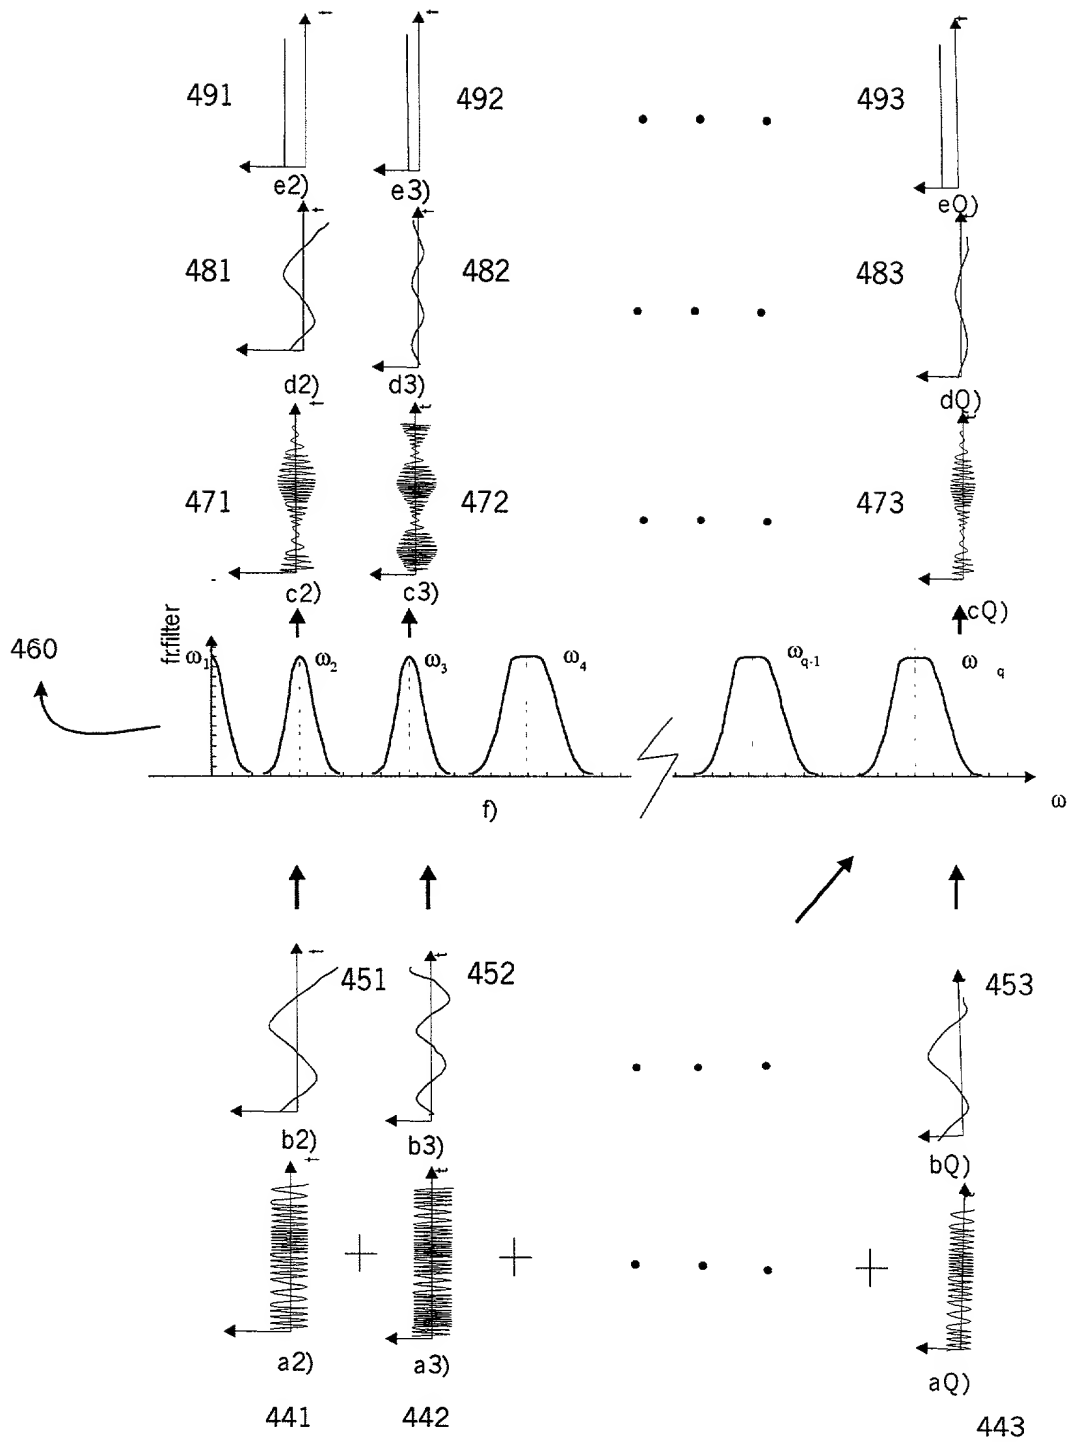 t t t
491 492 493
e2) e3) eQ)
t t
481 482 483
d2) d3) dQ)
t t t
471 472 473
c2) c3) cQ)
460 fr.filter ω1 ω2 ω3 ω4 ωq-1 ω q
f) ω
t t
451 452 453
b2) b3) bQ)
t t
+ + +
a2) a3) aQ)
441 442 443